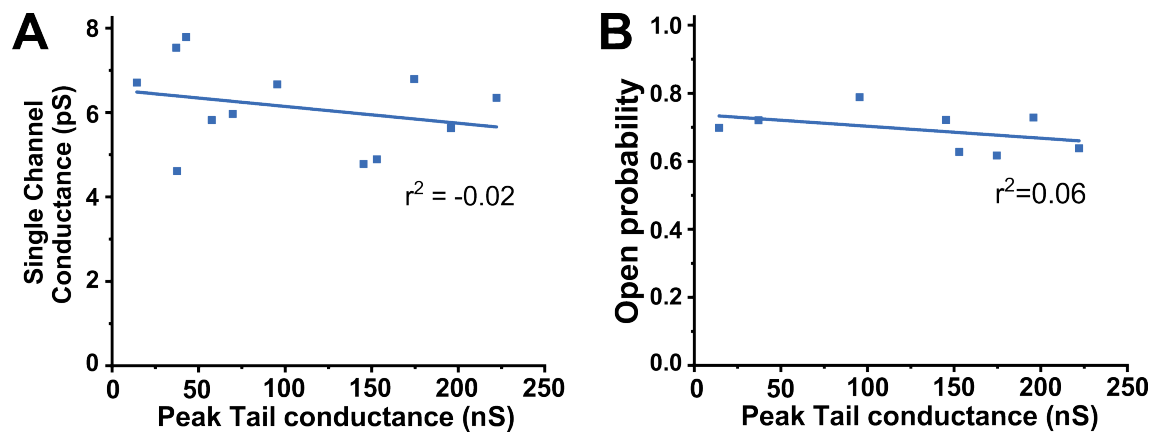 A
8
6
4
2
0
Single Channel
Conductance (pS)
r² = -0.02
0 50 100 150 200 250
Peak Tail conductance (nS)
B
1.0
0.8
0.6
0.4
0.2
0.0
Open probability
r²=0.06
0 50 100 150 200 250
Peak Tail conductance (nS)